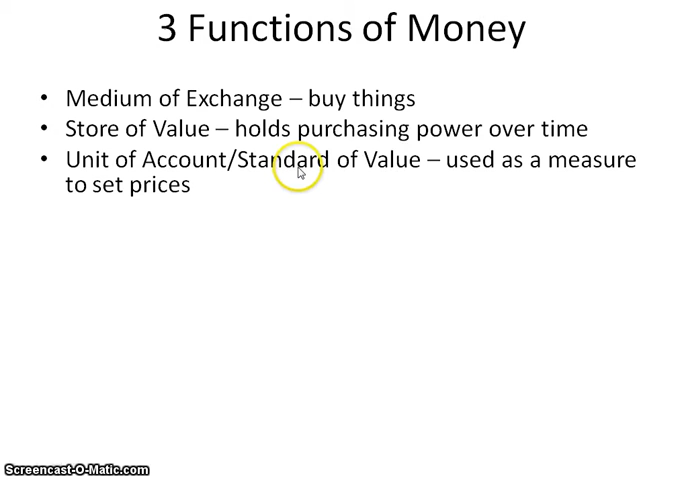 3 Functions of Money
• Medium of Exchange – buy things
• Store of Value – holds purchasing power over time
• Unit of Account/Standard of Value – used as a measure
to set prices
Screencast-O-Matic.com